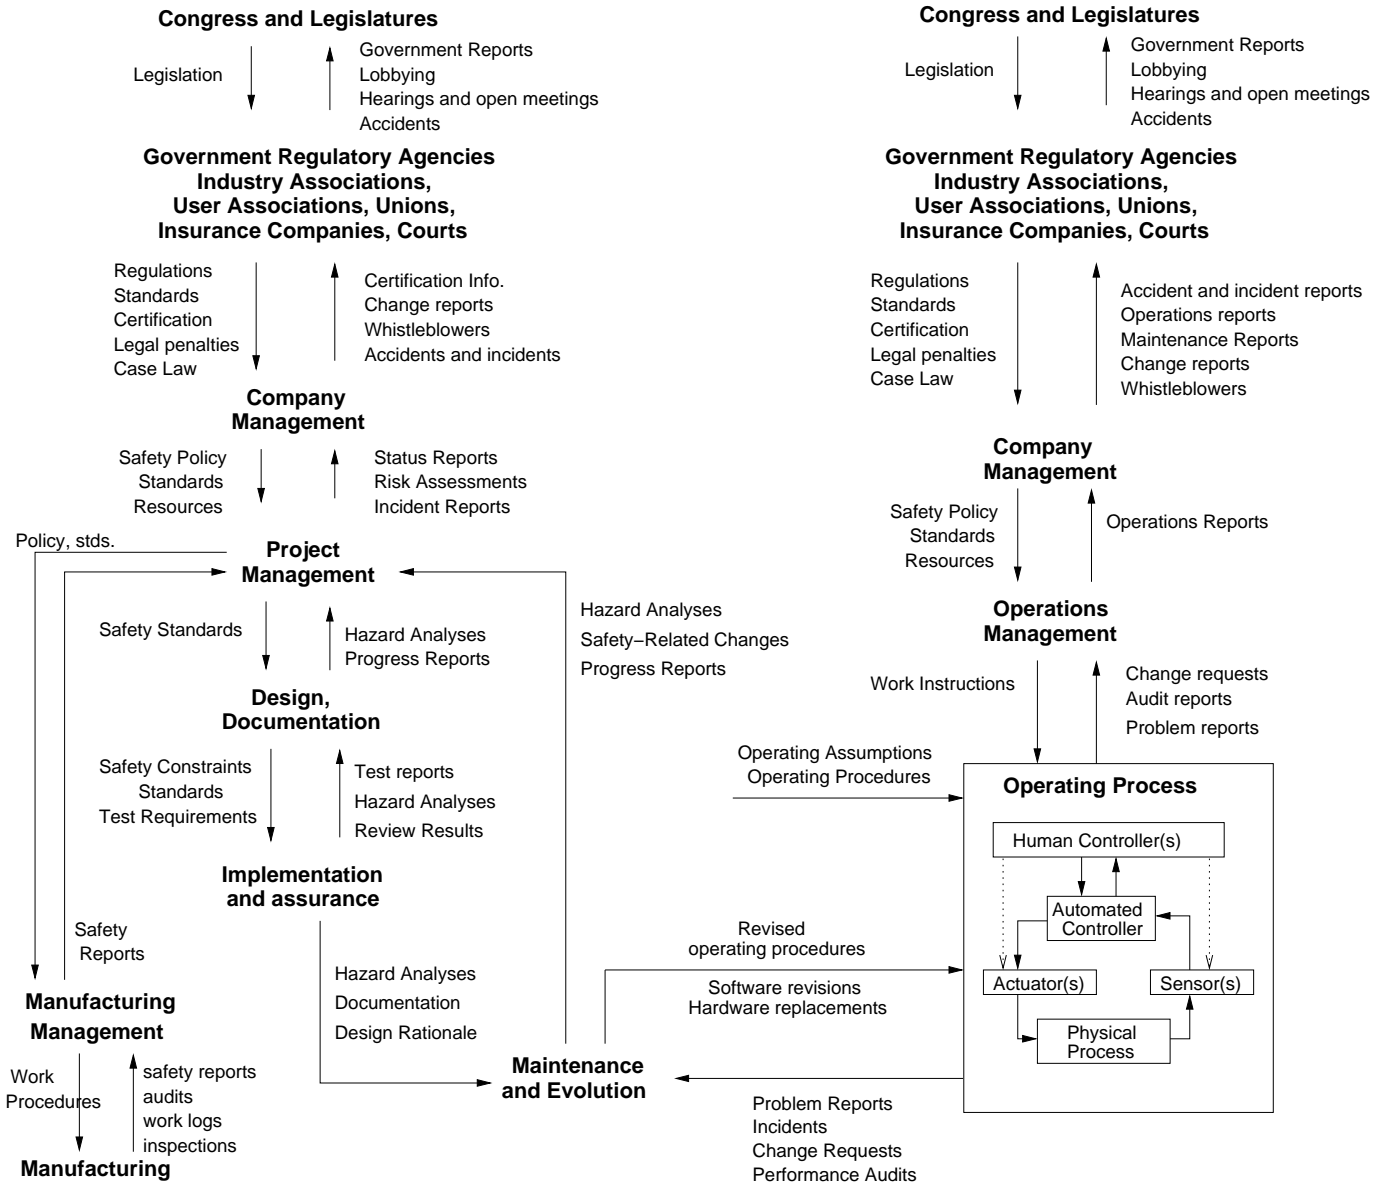 Congress and Legislatures
Legislation
Government Reports
Lobbying
Hearings and open meetings
Accidents
Government Regulatory Agencies
Industry Associations,
User Associations, Unions,
Insurance Companies, Courts
Regulations
Standards
Certification
Legal penalties
Case Law
Certification Info.
Change reports
Whistleblowers
Accidents and incidents
Company
Management
Safety Policy
Standards
Resources
Status Reports
Risk Assessments
Incident Reports
Policy, stds.
Project
Management
Safety Standards
Hazard Analyses
Progress Reports
Hazard Analyses
Safety−Related Changes
Progress Reports
Design,
Documentation
Safety Constraints
Standards
Test Requirements
Test reports
Hazard Analyses
Review Results
Implementation
and assurance
Safety
Reports
Hazard Analyses
Documentation
Design Rationale
Manufacturing
Management
Work
Procedures
safety reports
audits
work logs
inspections
Manufacturing
Maintenance
and Evolution
Congress and Legislatures
Legislation
Government Reports
Lobbying
Hearings and open meetings
Accidents
Government Regulatory Agencies
Industry Associations,
User Associations, Unions,
Insurance Companies, Courts
Regulations
Standards
Certification
Legal penalties
Case Law
Accident and incident reports
Operations reports
Maintenance Reports
Change reports
Whistleblowers
Company
Management
Safety Policy
Standards
Resources
Operations Reports
Operations
Management
Work Instructions
Change requests
Audit reports
Problem reports
Operating Assumptions
Operating Procedures
Operating Process
Human Controller(s)
Automated
Controller
Actuator(s)
Sensor(s)
Physical
Process
Revised
operating procedures
Software revisions
Hardware replacements
Problem Reports
Incidents
Change Requests
Performance Audits